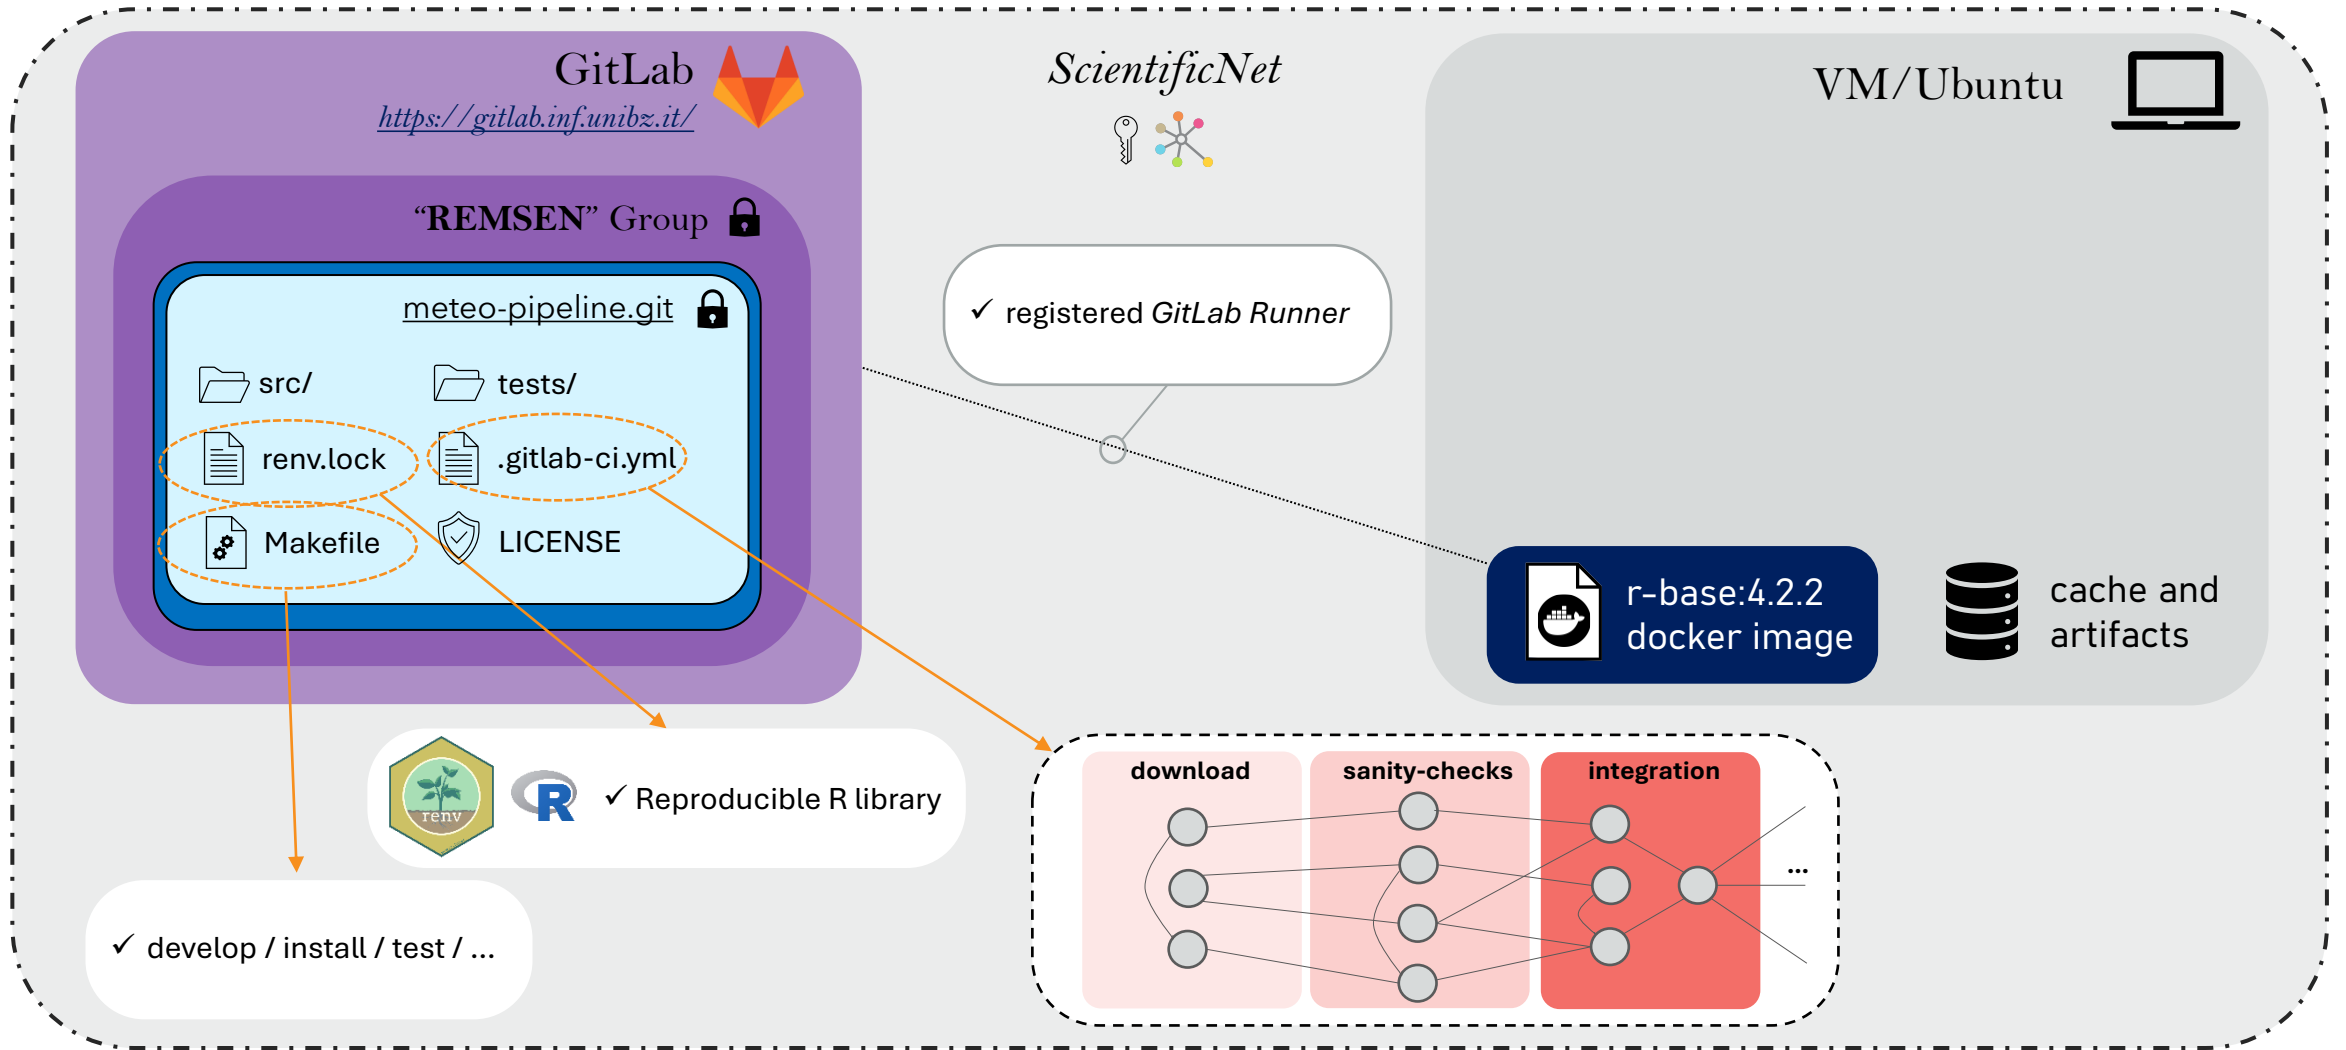 GitLab
https://gitlab.inf.unibz.it/
“REMSEN” Group
meteo-pipeline.git
src/
tests/
renv.lock
.gitlab-ci.yml
Makefile
LICENSE
ScientificNet
✓ registered GitLab Runner
VM/Ubuntu
r-base:4.2.2
docker image
cache and
artifacts
renv
R
✓ Reproducible R library
✓ develop / install / test / ...
download
sanity-checks
integration
...